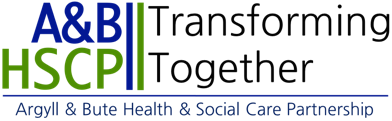 A&B Transforming
HSCP Together
Argyll & Bute Health & Social Care Partnership